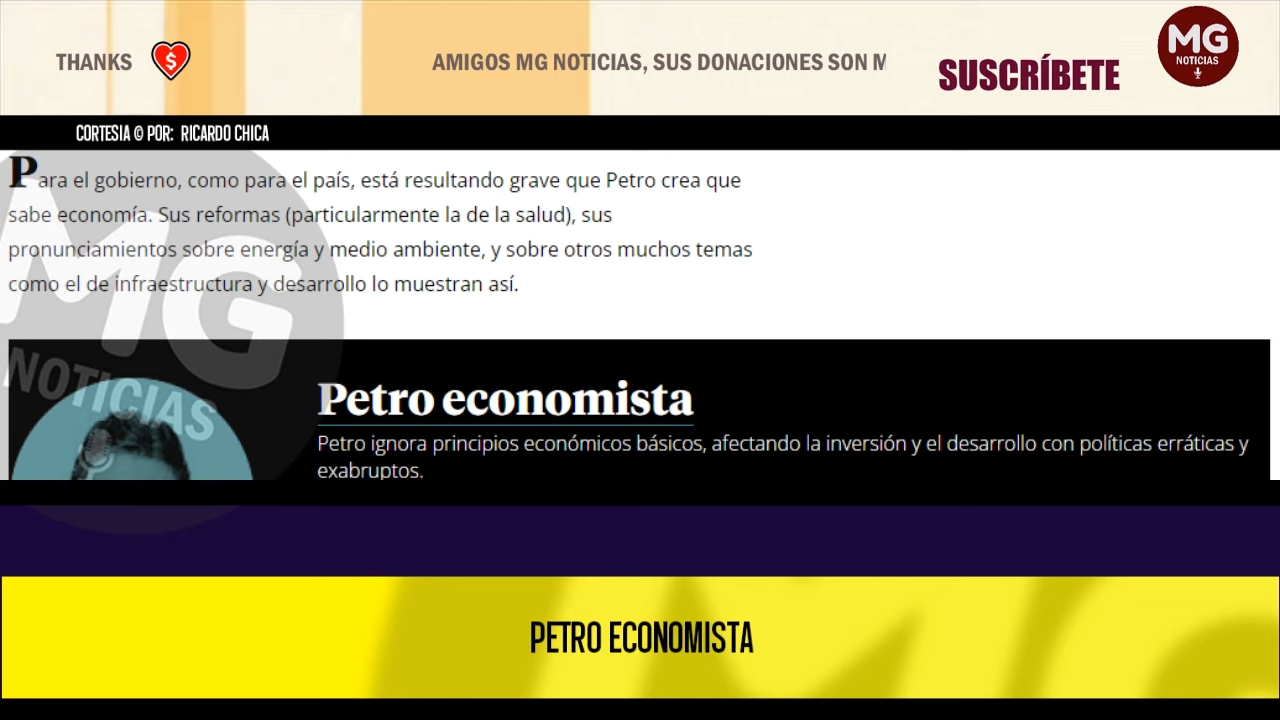 THANKS
$
AMIGOS MG NOTICIAS, SUS DONACIONES SON M
SUSCRÍBETE
MG
NOTICIAS
CORTESIA © POR: RICARDO CHICA
Para el gobierno, como para el país, está resultando grave que Petro crea que
sabe economía. Sus reformas (particularmente la de la salud), sus
pronunciamientos sobre energía y medio ambiente, y sobre otros muchos temas
como el de infraestructura y desarrollo lo muestran así.
MG
NOTICIAS
Petro economista
Petro ignora principios económicos básicos, afectando la inversión y el desarrollo con políticas erráticas y
exabruptos.
PETRO ECONOMISTA